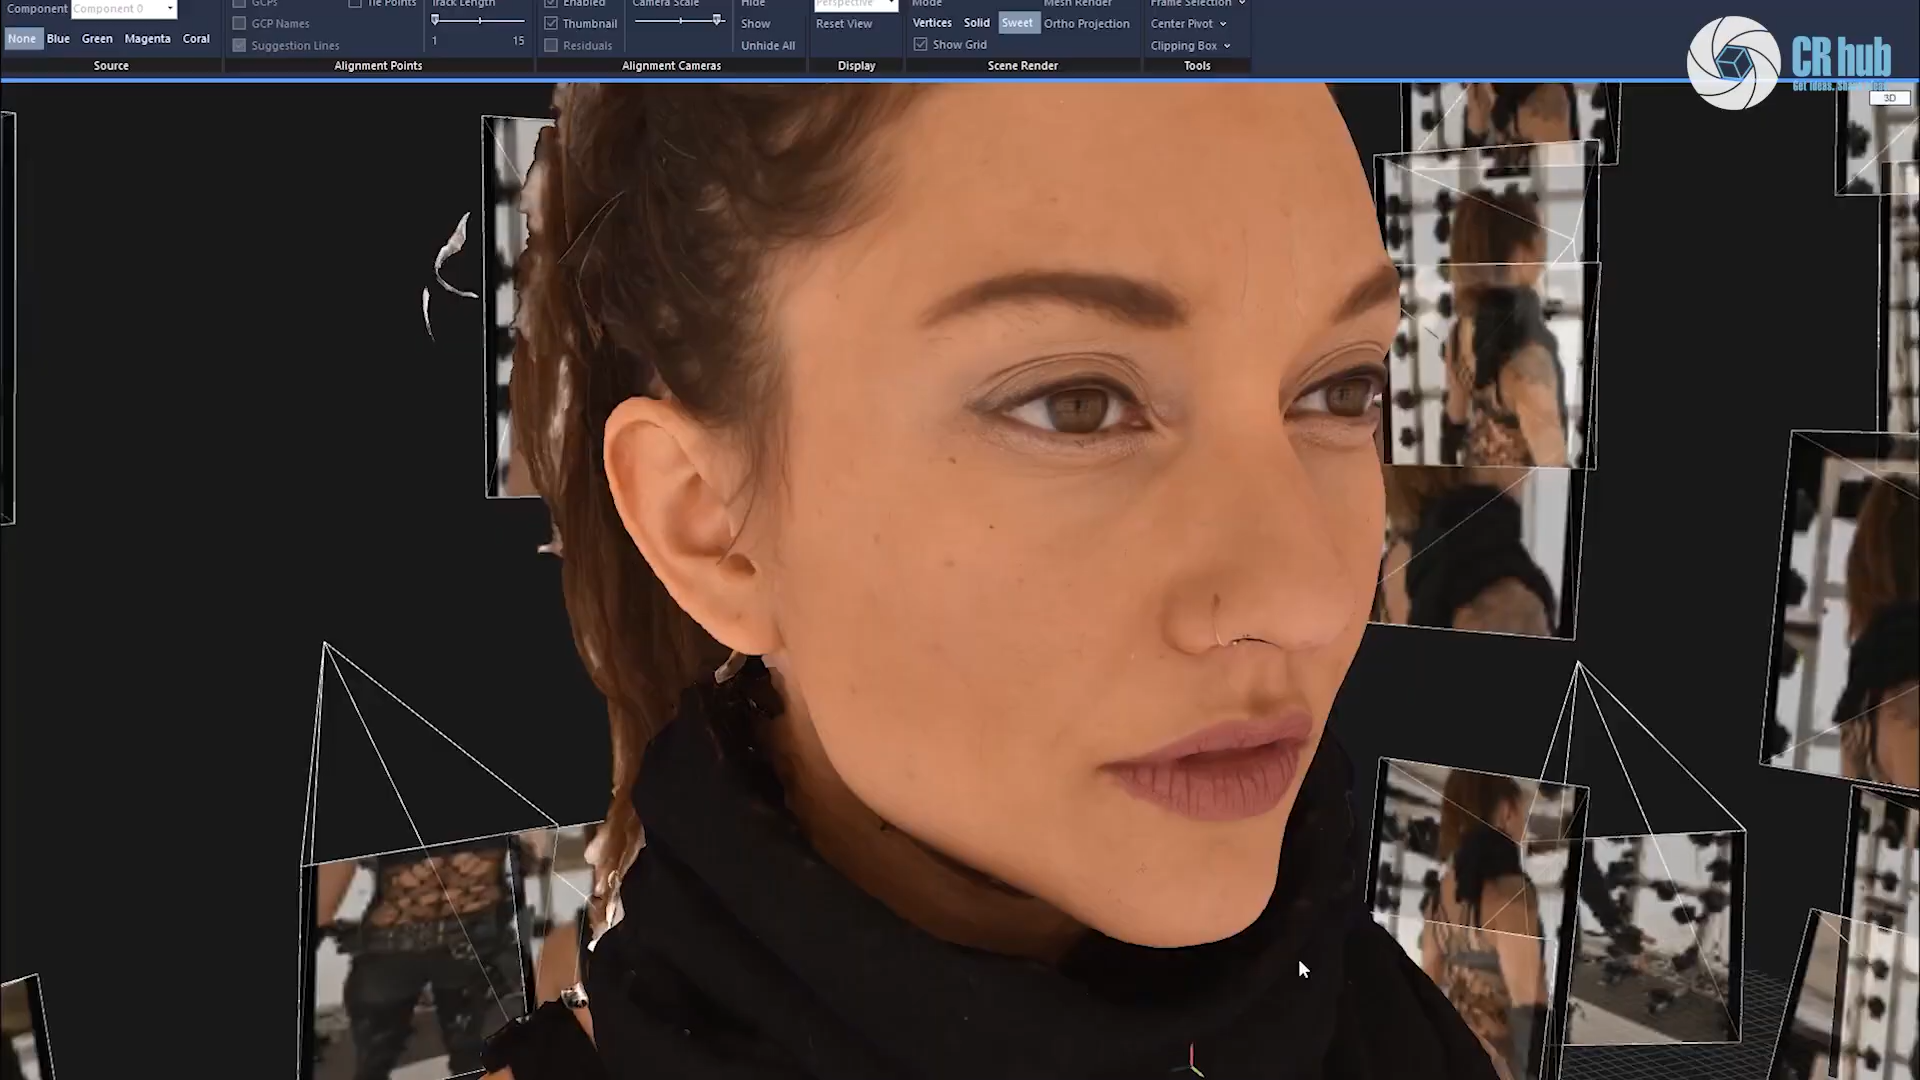 Component Component 0
None Blue Green Magenta Coral
Source
GCPs Tie Points
GCP Names
Suggestion Lines
Track Length
1 15
Alignment Points
Enabled
Thumbnail
Residuals
Camera Scale
Hide
Show
Unhide All
Alignment Cameras
Perspective
Reset View
Display
Mode Mesh Render
Vertices Solid Sweet Ortho Projection
Show Grid
Scene Render
Frame Selection
Center Pivot
Clipping Box
Tools
CR hub
3D